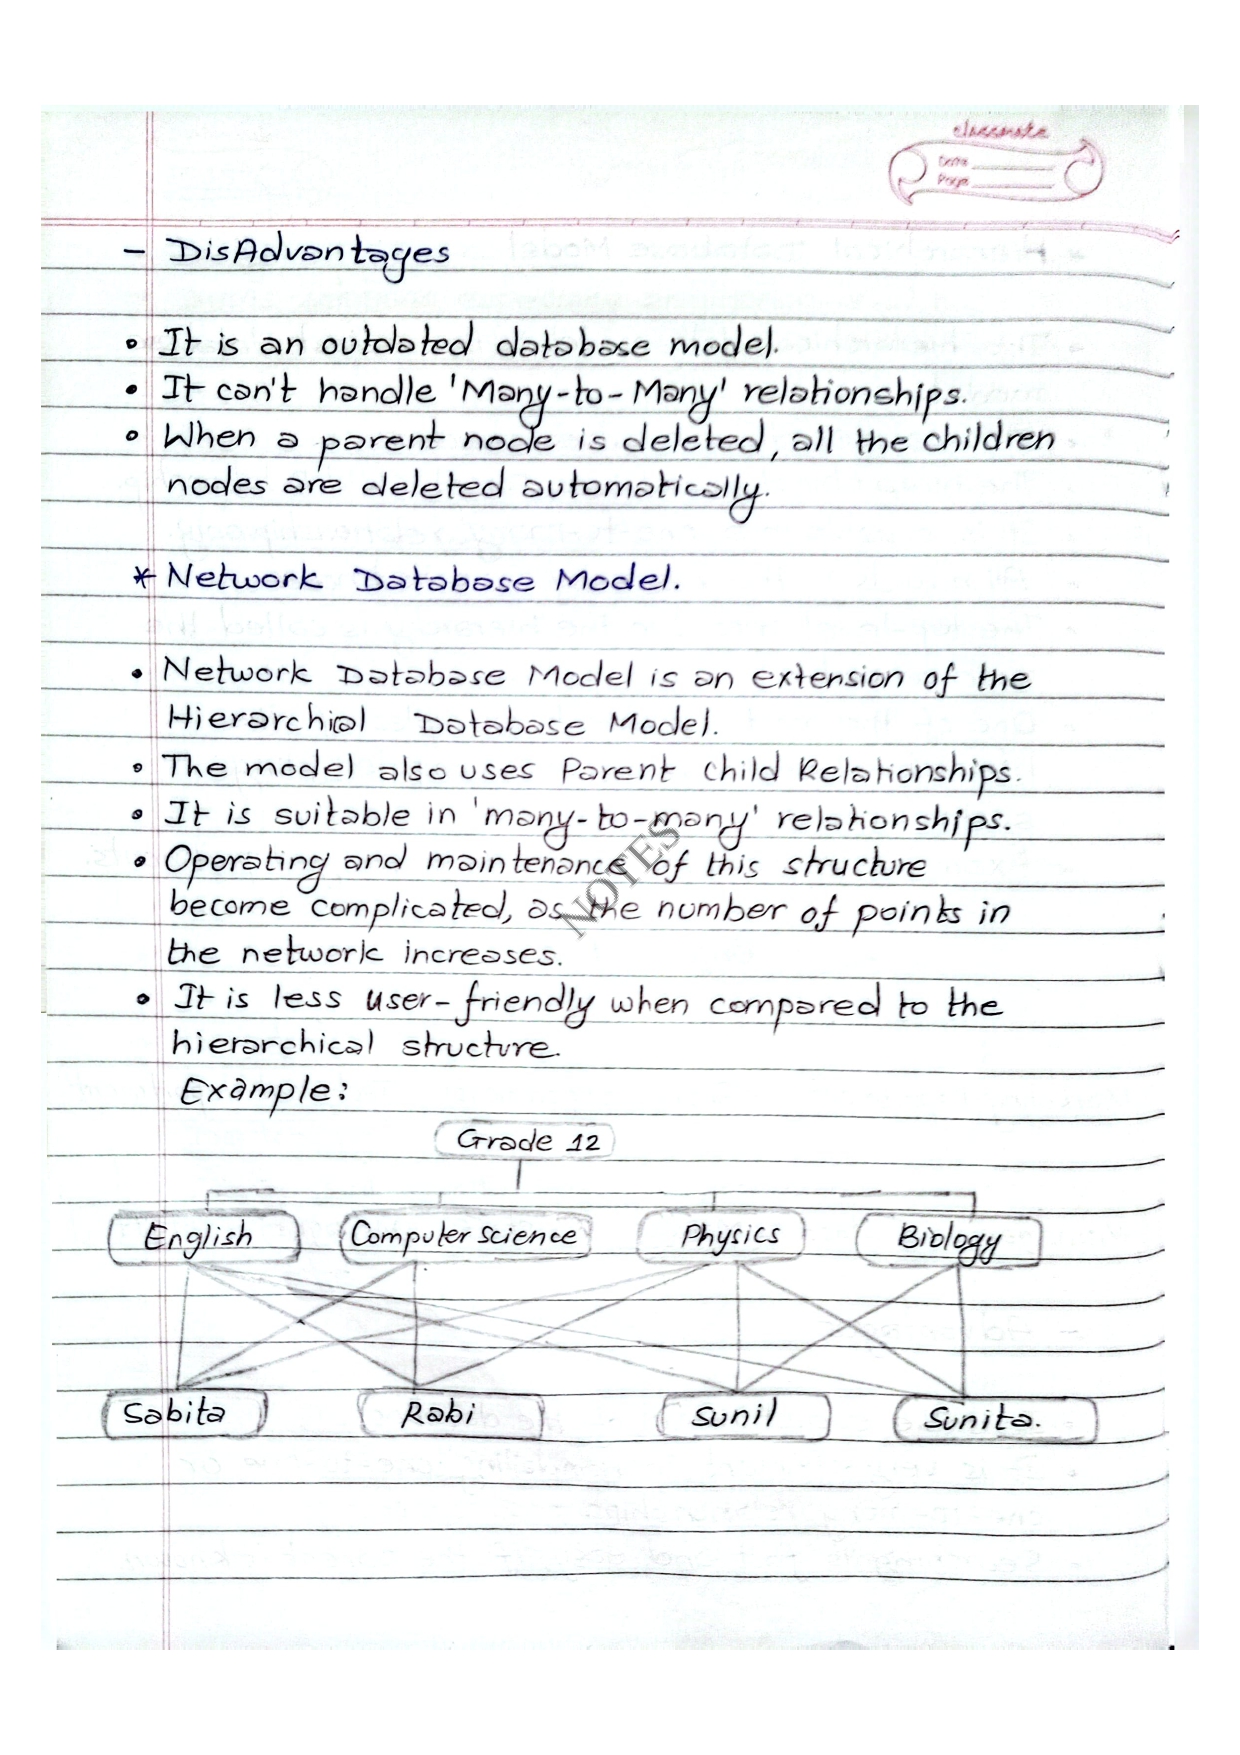 classmate
Date
Page
- DisAdvantages
• It is an outdated database model.
• It can't handle 'Many-to-Many' relationships.
• When a parent node is deleted, all the children
nodes are deleted automatically.
* Network Database Model.
• Network Database Model is an extension of the
Hierarchial Database Model.
• The model also uses Parent Child Relationships.
• It is suitable in 'many-to-many' relationships.
• Operating and maintenance of this structure
become complicated, as the number of points in
the network increases.
NOTES
• It is less user-friendly when compared to the
hierarchical structure.
Example:
Grade 12
English Computer science Physics Biology
Sabita Rabi Sunil Sunita.